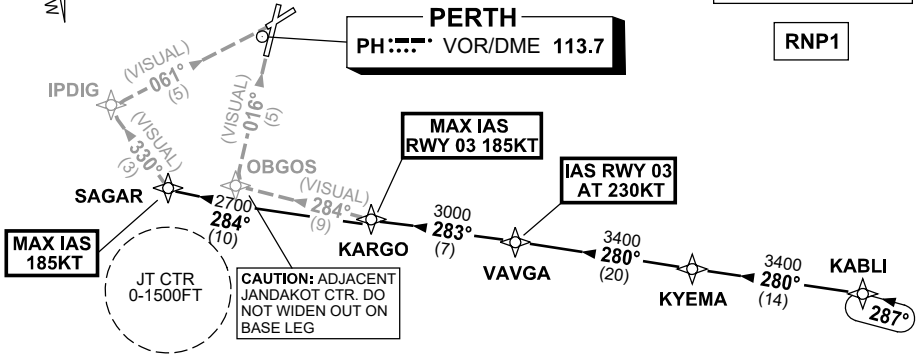 PERTH
PH VOR/DME 113.7
RNP1
(VISUAL)
061°
(5)
IPDIG
(VISUAL)
016°
(5)
(VISUAL)
330°
(3)
MAX IAS
RWY 03 185KT
IAS RWY 03
AT 230KT
OBGOS
SAGAR
2700
284°
(10)
(VISUAL)
284°
(9)
KARGO
3000
283°
(7)
VAVGA
3400
280°
(20)
KYEMA
3400
280°
(14)
KABLI
287°
MAX IAS
185KT
JT CTR
0-1500FT
CAUTION: ADJACENT
JANDAKOT CTR. DO
NOT WIDEN OUT ON
BASE LEG